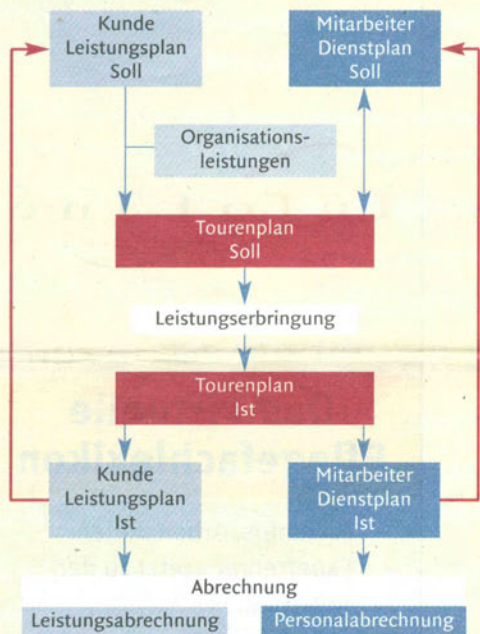 Kunde
Leistungsplan
Soll
Mitarbeiter
Dienstplan
Soll
Organisations-
leistungen
Tourenplan
Soll
Leistungserbringung
Tourenplan
Ist
Kunde
Leistungsplan
Ist
Mitarbeiter
Dienstplan
Ist
Abrechnung
Leistungsabrechnung
Personalabrechnung